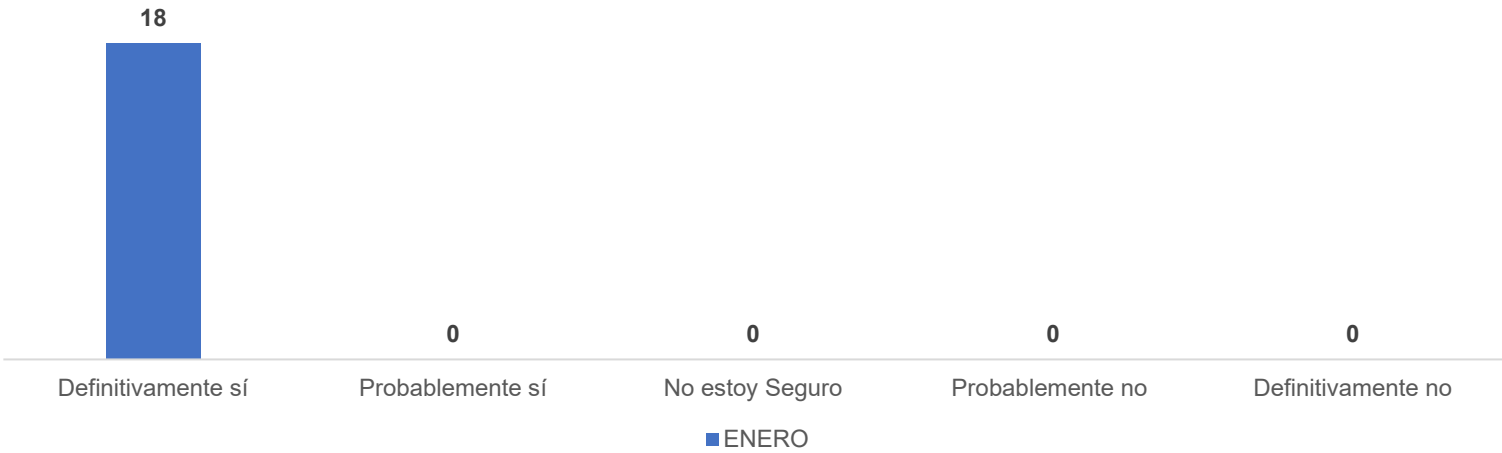 18
0
0
0
0
Definitivamente sí
Probablemente sí
No estoy Seguro
Probablemente no
Definitivamente no
ENERO